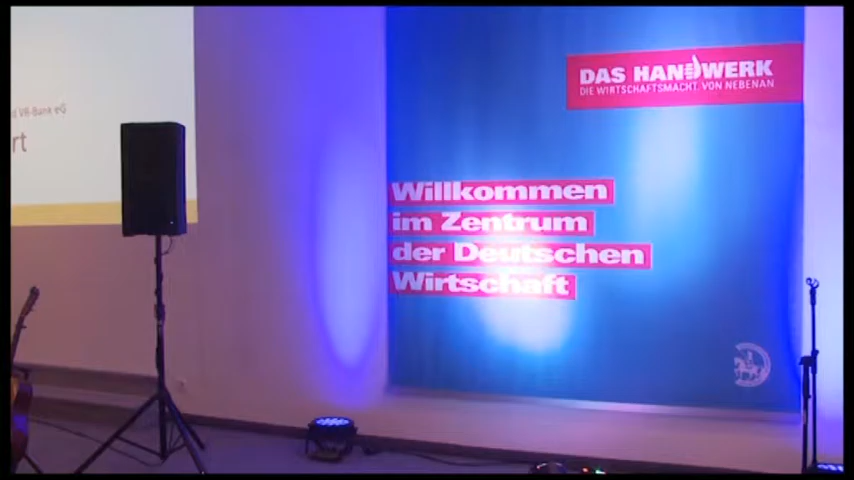 VR-Bank eG
rt
DAS HANDWERK
DIE WIRTSCHAFTSMACHT. VON NEBENAN
Willkommen
im Zentrum
der Deutschen
Wirtschaft